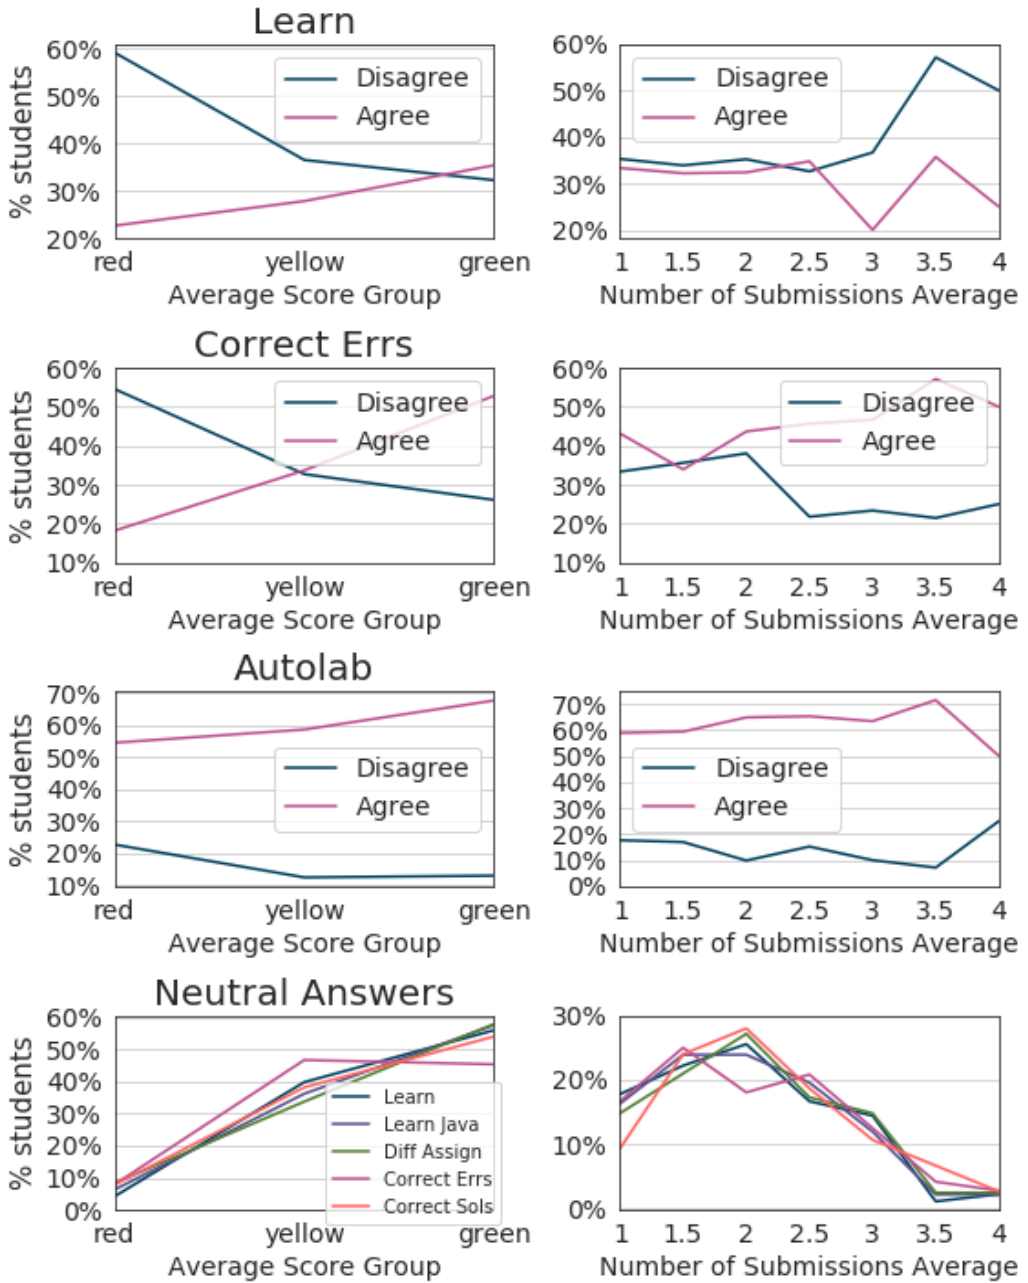 Learn
% students
60%
50%
40%
30%
20%
Disagree
Agree
red yellow green
Average Score Group
60%
50%
40%
30%
20%
Disagree
Agree
1 1.5 2 2.5 3 3.5 4
Number of Submissions Average
Correct Errs
% students
60%
50%
40%
30%
20%
10%
Disagree
Agree
red yellow green
Average Score Group
60%
50%
40%
30%
20%
10%
Disagree
Agree
1 1.5 2 2.5 3 3.5 4
Number of Submissions Average
Autolab
% students
70%
60%
50%
40%
30%
20%
10%
Disagree
Agree
red yellow green
Average Score Group
70%
60%
50%
40%
30%
20%
10%
0%
Disagree
Agree
1 1.5 2 2.5 3 3.5 4
Number of Submissions Average
Neutral Answers
% students
60%
50%
40%
30%
20%
10%
0%
Learn
Learn Java
Diff Assign
Correct Errs
Correct Sols
red yellow green
Average Score Group
30%
20%
10%
0%
1 1.5 2 2.5 3 3.5 4
Number of Submissions Average